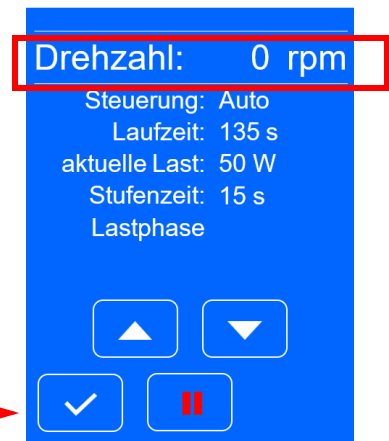 Drehzahl: 0 rpm
Steuerung: Auto
Laufzeit: 135 s
aktuelle Last: 50 W
Stufenzeit: 15 s
Lastphase